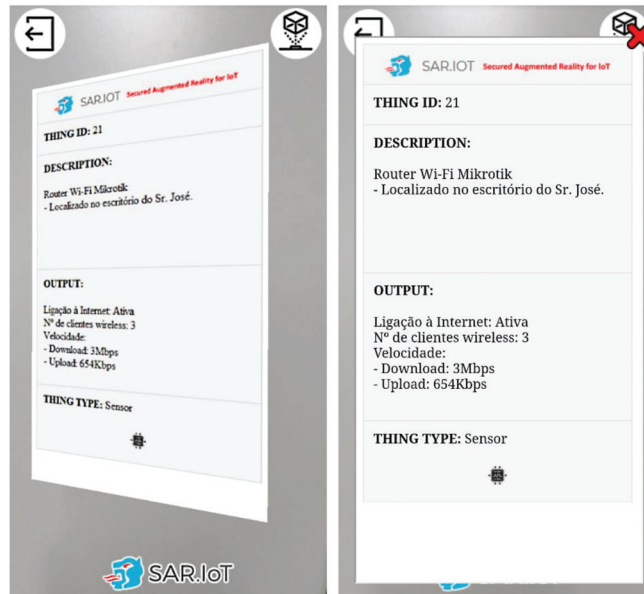 SAR.IOT Secured Augmented Reality for IoT
THING ID: 21
DESCRIPTION:
Router Wi-Fi Mikrotik
- Localizado no escritório do Sr. José.
OUTPUT:
Ligação à Internet: Ativa
Nº de clientes wireless: 3
Velocidade:
- Download: 3Mbps
- Upload: 654Kbps
THING TYPE: Sensor
SAR.IoT
SAR.IOT Secured Augmented Reality for IoT
THING ID: 21
DESCRIPTION:
Router Wi-Fi Mikrotik
- Localizado no escritório do Sr. José.
OUTPUT:
Ligação à Internet: Ativa
Nº de clientes wireless: 3
Velocidade:
- Download: 3Mbps
- Upload: 654Kbps
THING TYPE: Sensor